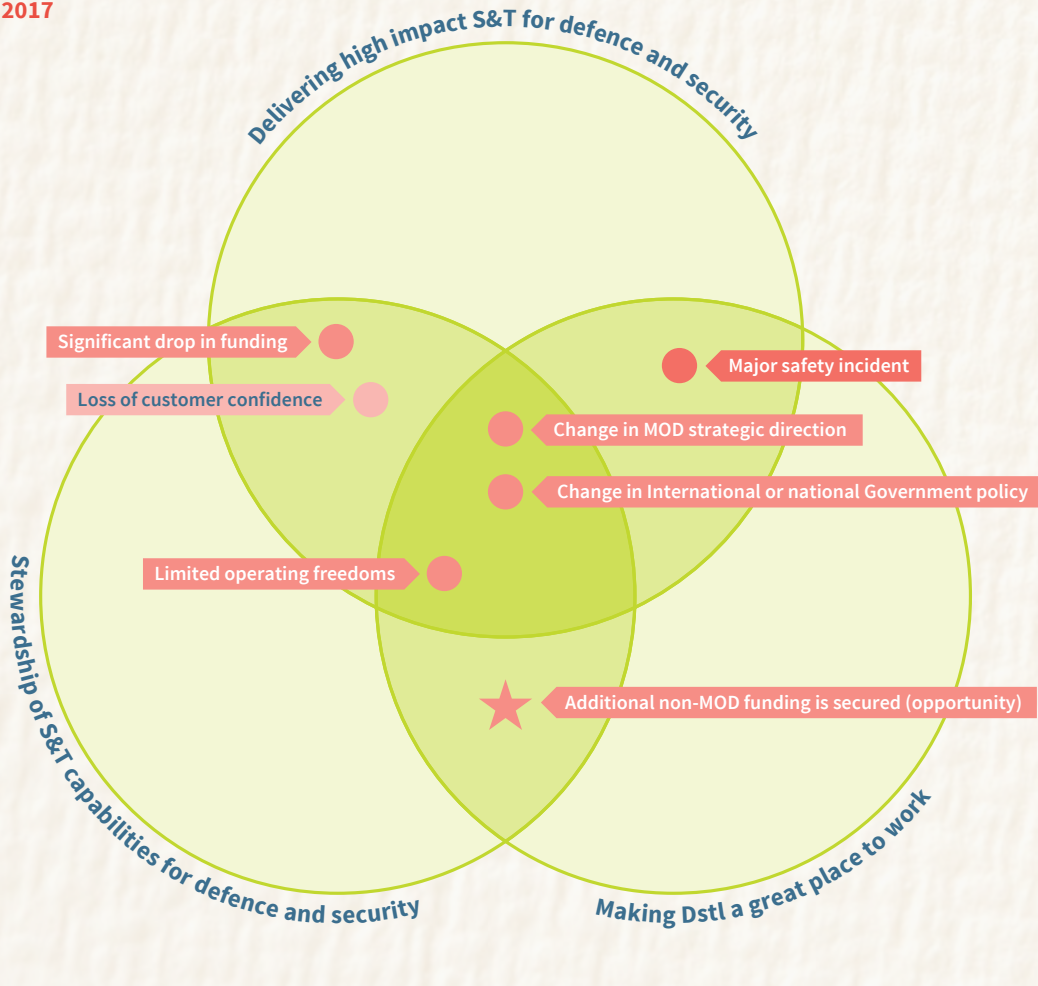 2017
Delivering high impact S&T for defence and security
Significant drop in funding
Major safety incident
Loss of customer confidence
Change in MOD strategic direction
Change in International or national Government policy
Limited operating freedoms
Additional non-MOD funding is secured (opportunity)
Stewardship of S&T capabilities for defence and security
Making Dstl a great place to work